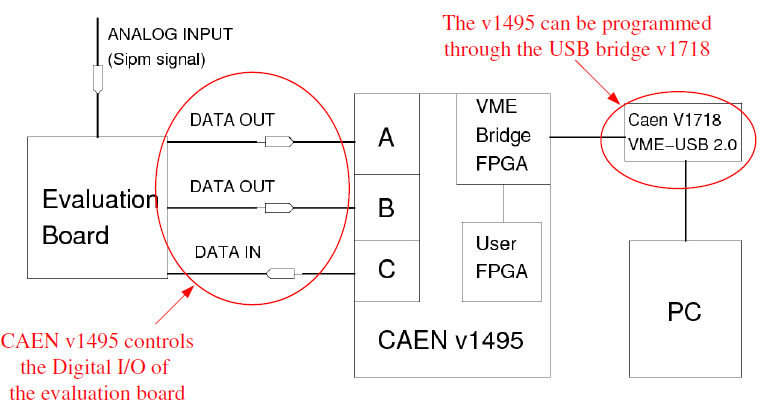 The v1495 can be programmed
through the USB bridge v1718
ANALOG INPUT
(Sipm signal)
DATA OUT
DATA OUT
DATA IN
Evaluation
Board
A
B
C
VME
Bridge
FPGA
User
FPGA
CAEN v1495
Caen V1718
VME−USB 2.0
PC
CAEN v1495 controls
the Digital I/O of
the evaluation board